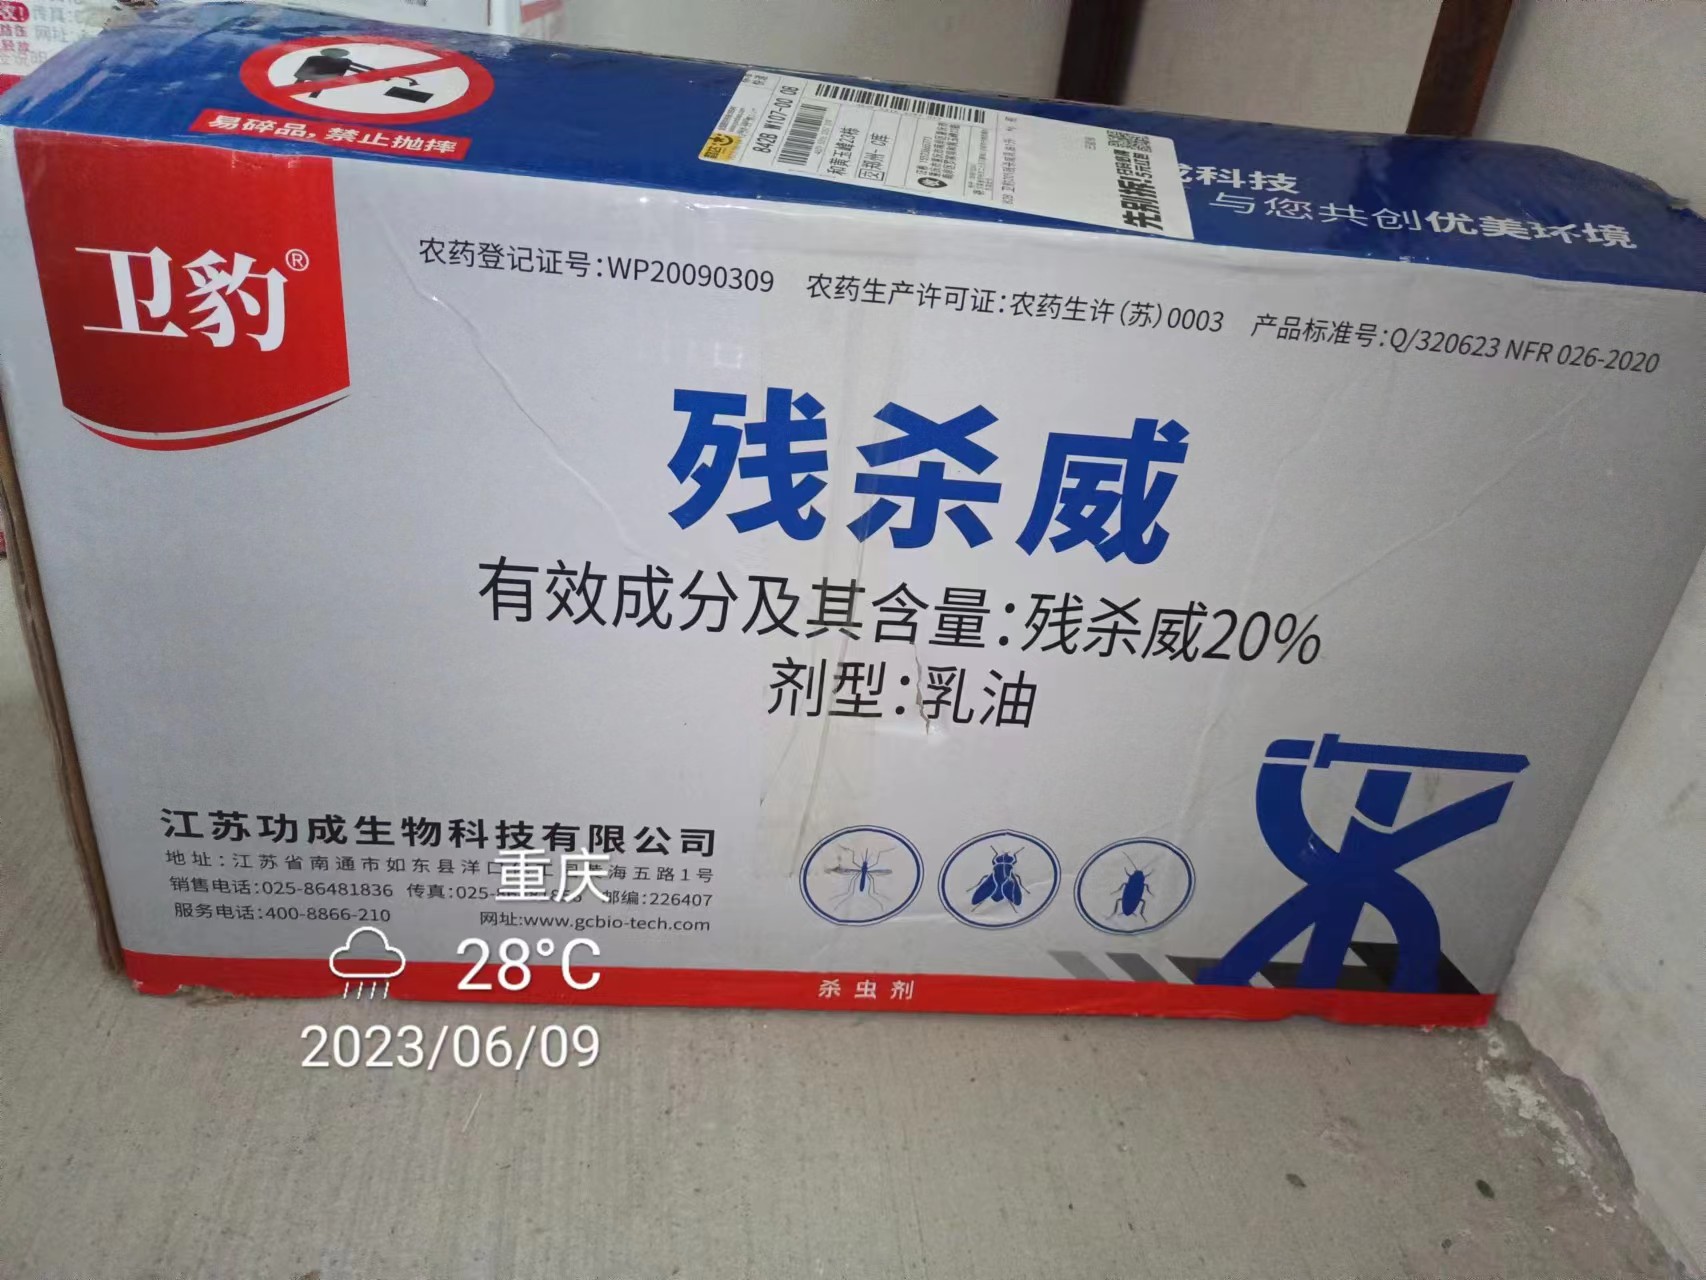 易碎品，禁止抛摔
842B W107-00 08
科技
与您共创优美环境
卫豹®
农药登记证号：WP20090309 农药生产许可证：农药生许（苏）0003 产品标准号：Q/320623 NFR 026-2020
残杀威
有效成分及其含量：残杀威20%
剂型：乳油
江苏功成生物科技有限公司
地址：江苏省南通市如东县洋口 海五路1号
销售电话：025-86481836 传真：025- 邮编：226407
服务电话：400-8866-210 网址：www.gcbio-tech.com
杀虫剂
重庆
28°C
2023/06/09